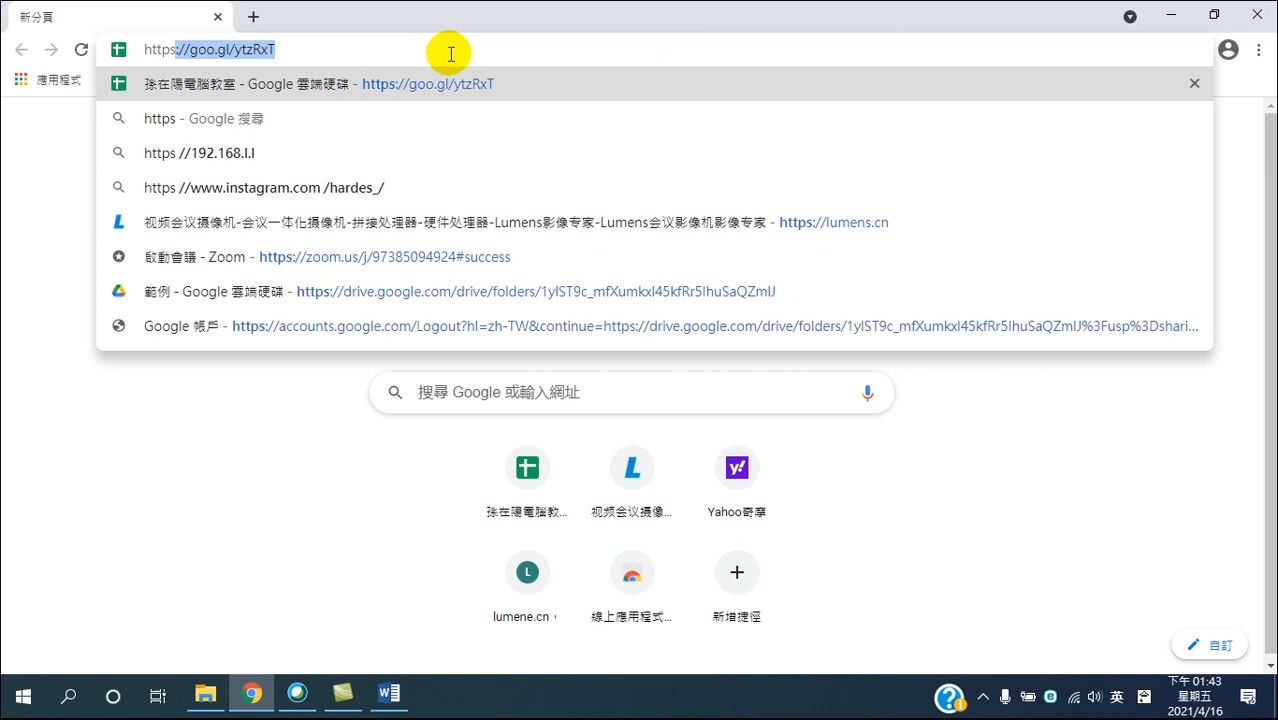 新分頁
https://goo.gl/ytzRxT
應用程式
孫在陽電腦教室 - Google 雲端硬碟 - https://goo.gl/ytzRxT
https - Google 搜尋
https //192.168.l.l
https //www.instagram.com /hardes_/
视频会议摄像机-会议一体化摄像机-拼接处理器-硬件处理器-Lumens影像专家-Lumens会议影像机影像专家 - https://lumens.cn
啟動會議 - Zoom - https://zoom.us/j/97385094924#success
範例 - Google 雲端硬碟 - https://drive.google.com/drive/folders/1ylST9c_mfXumkxl45kfRr5IhuSaQZmlJ
Google 帳戶 - https://accounts.google.com/Logout?hl=zh-TW&continue=https://drive.google.com/drive/folders/1ylST9c_mfXumkxl45kfRr5IhuSaQZmlJ%3Fusp%3Dshari...
搜尋 Google 或輸入網址
孫在陽電腦教... 视频会议摄像... Yahoo奇摩
L
lumene.cn， 線上應用程式... 新增捷徑
自訂
英
下午 01:43
星期五
2021/4/16